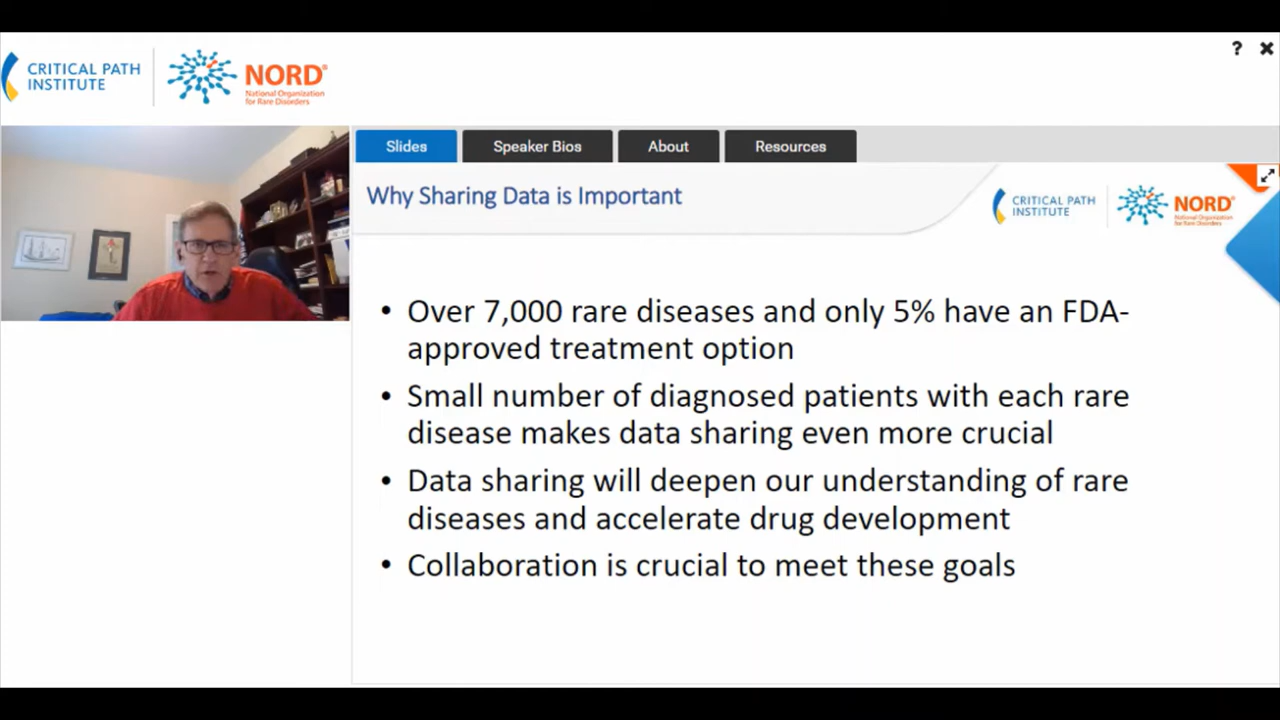 CRITICAL PATH
INSTITUTE
NORD®
National Organization
for Rare Disorders
? ✖
Slides
Speaker Bios
About
Resources
Why Sharing Data is Important
CRITICAL PATH
INSTITUTE
NORD®
National Organization
for Rare Disorders
• Over 7,000 rare diseases and only 5% have an FDA-
approved treatment option
• Small number of diagnosed patients with each rare
disease makes data sharing even more crucial
• Data sharing will deepen our understanding of rare
diseases and accelerate drug development
• Collaboration is crucial to meet these goals